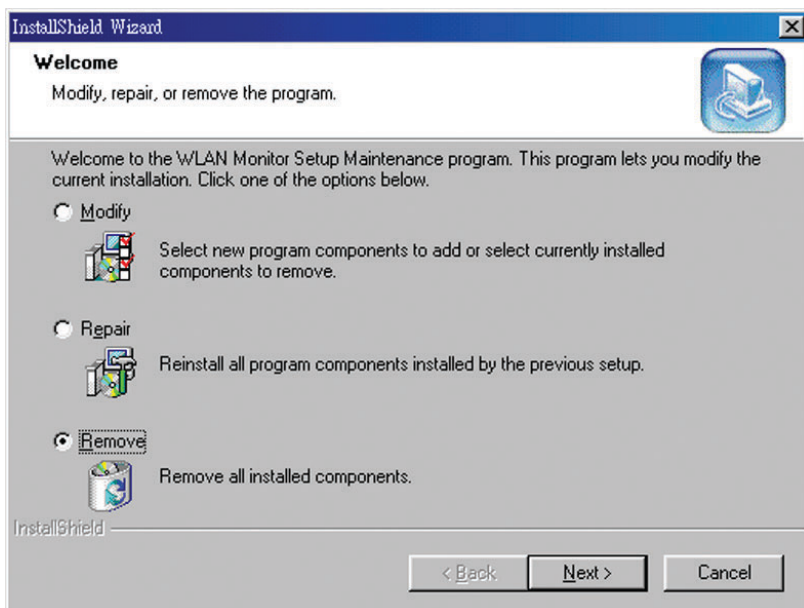 InstallShield Wizard
Welcome
Modify, repair, or remove the program.
Welcome to the WLAN Monitor Setup Maintenance program. This program lets you modify the
current installation. Click one of the options below.
Modify
Select new program components to add or select currently installed
components to remove.
Repair
Reinstall all program components installed by the previous setup.
Remove
Remove all installed components.
InstallShield
< Back
Next >
Cancel